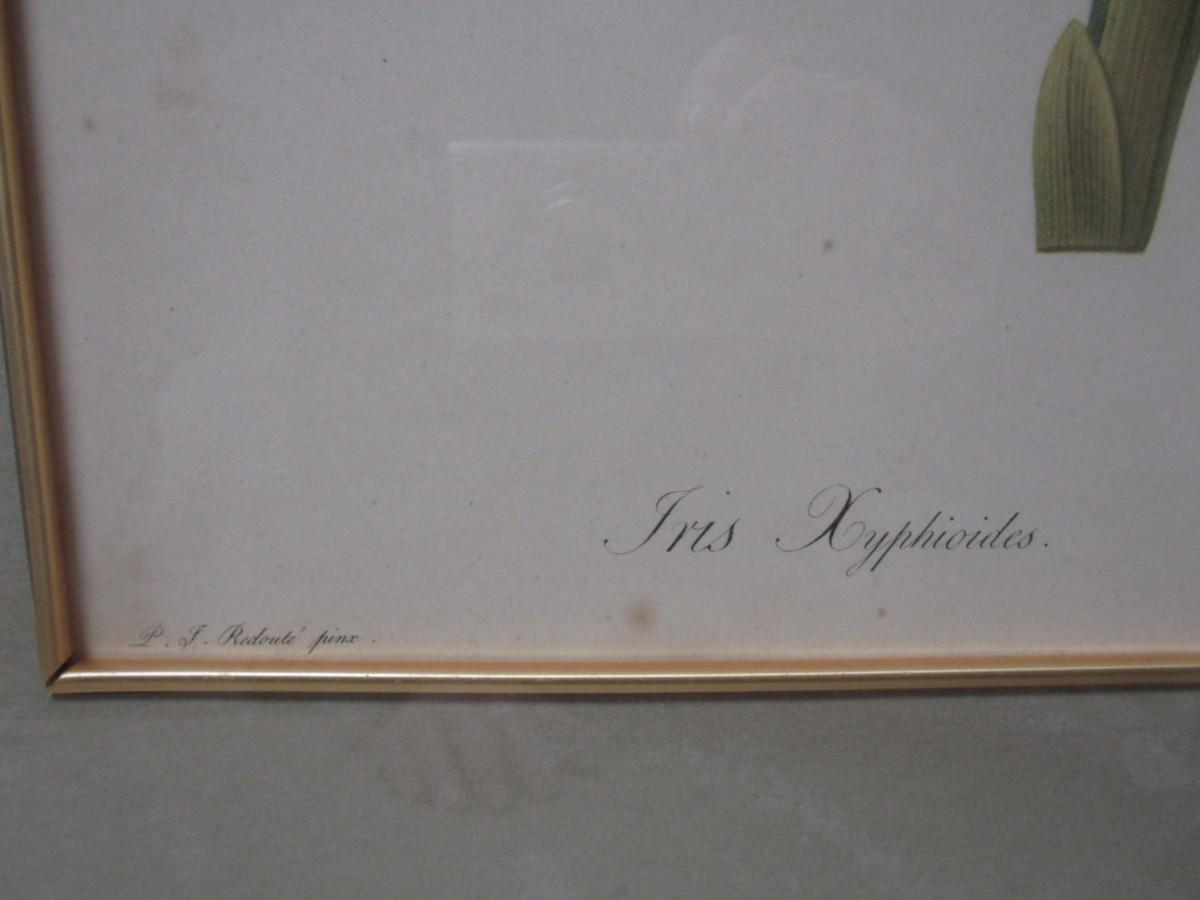 Iris Xyphioides.
P. J. Redouté pinx.